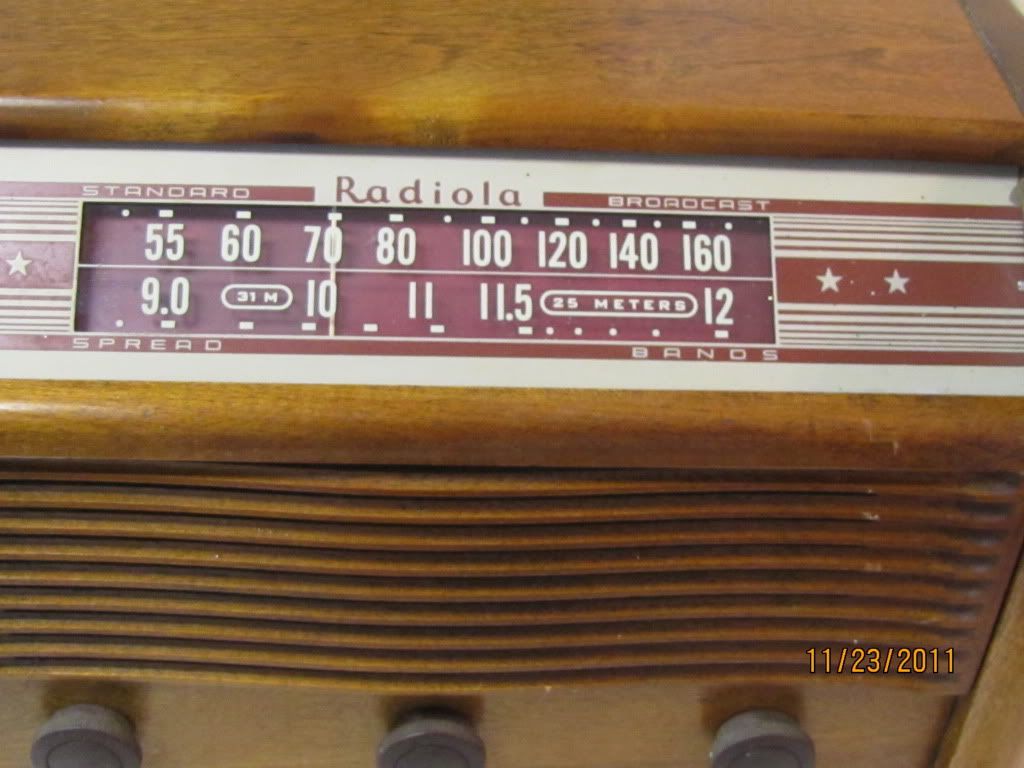 STANDARD Radiola BROADCAST
55 60 70 80 100 120 140 160
9.0 31 M 10 11 11.5 25 METERS 12
SPREAD BANDS
11/23/2011